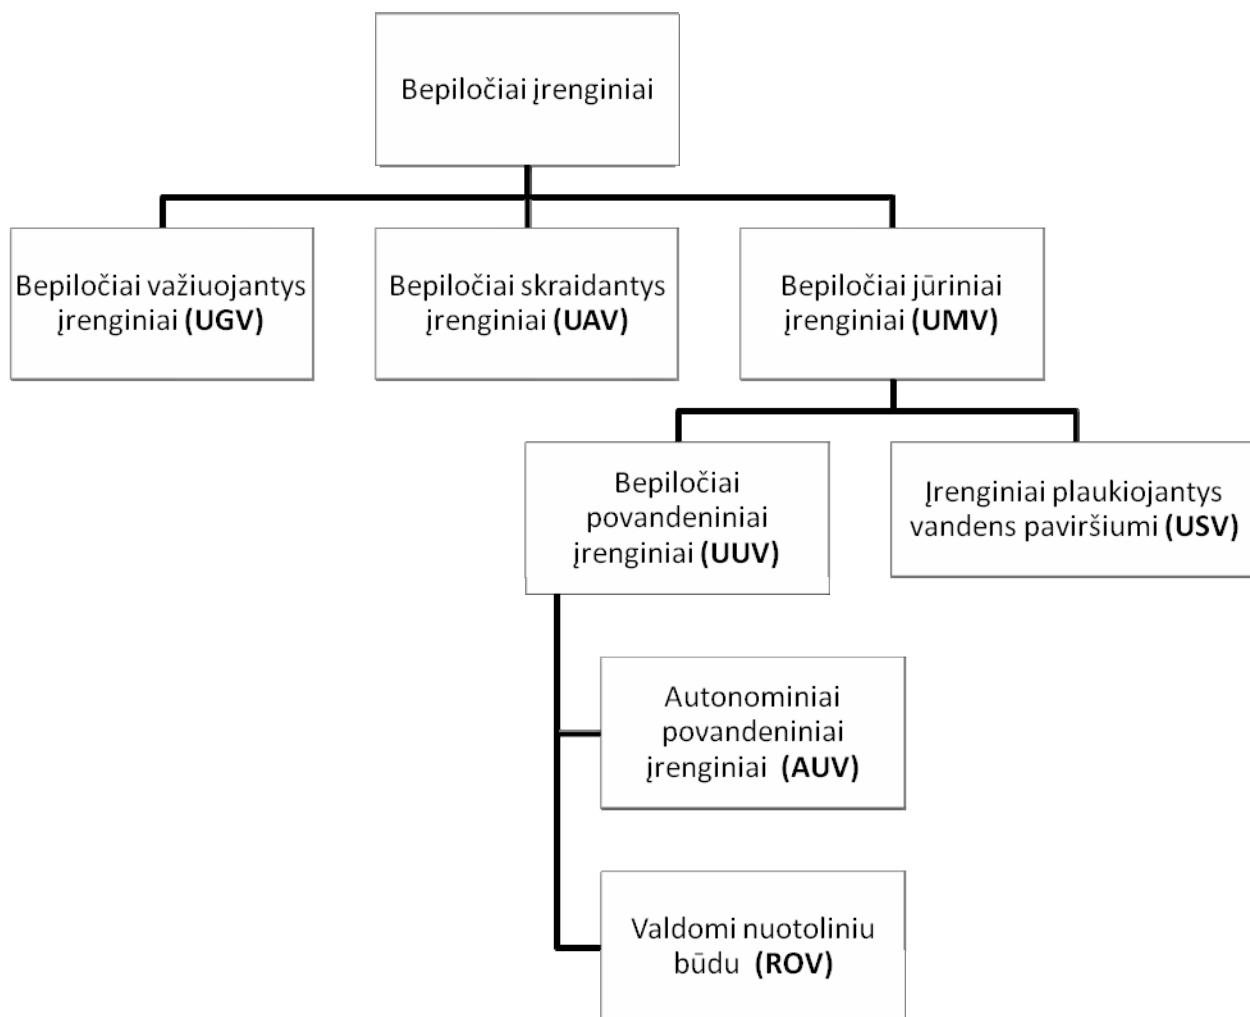 Bepiločiai įrenginiai
Bepiločiai važiuojantys
įrenginiai (UGV)
Bepiločiai skraidantys
įrenginiai (UAV)
Bepiločiai jūriniai
įrenginiai (UMV)
Bepiločiai
povandeniniai
įrenginiai (UUV)
Įrenginiai plaukiojantys
vandens paviršiumi (USV)
Autonominiai
povandeniniai
įrenginiai (AUV)
Valdomi nuotoliniu
būdu (ROV)